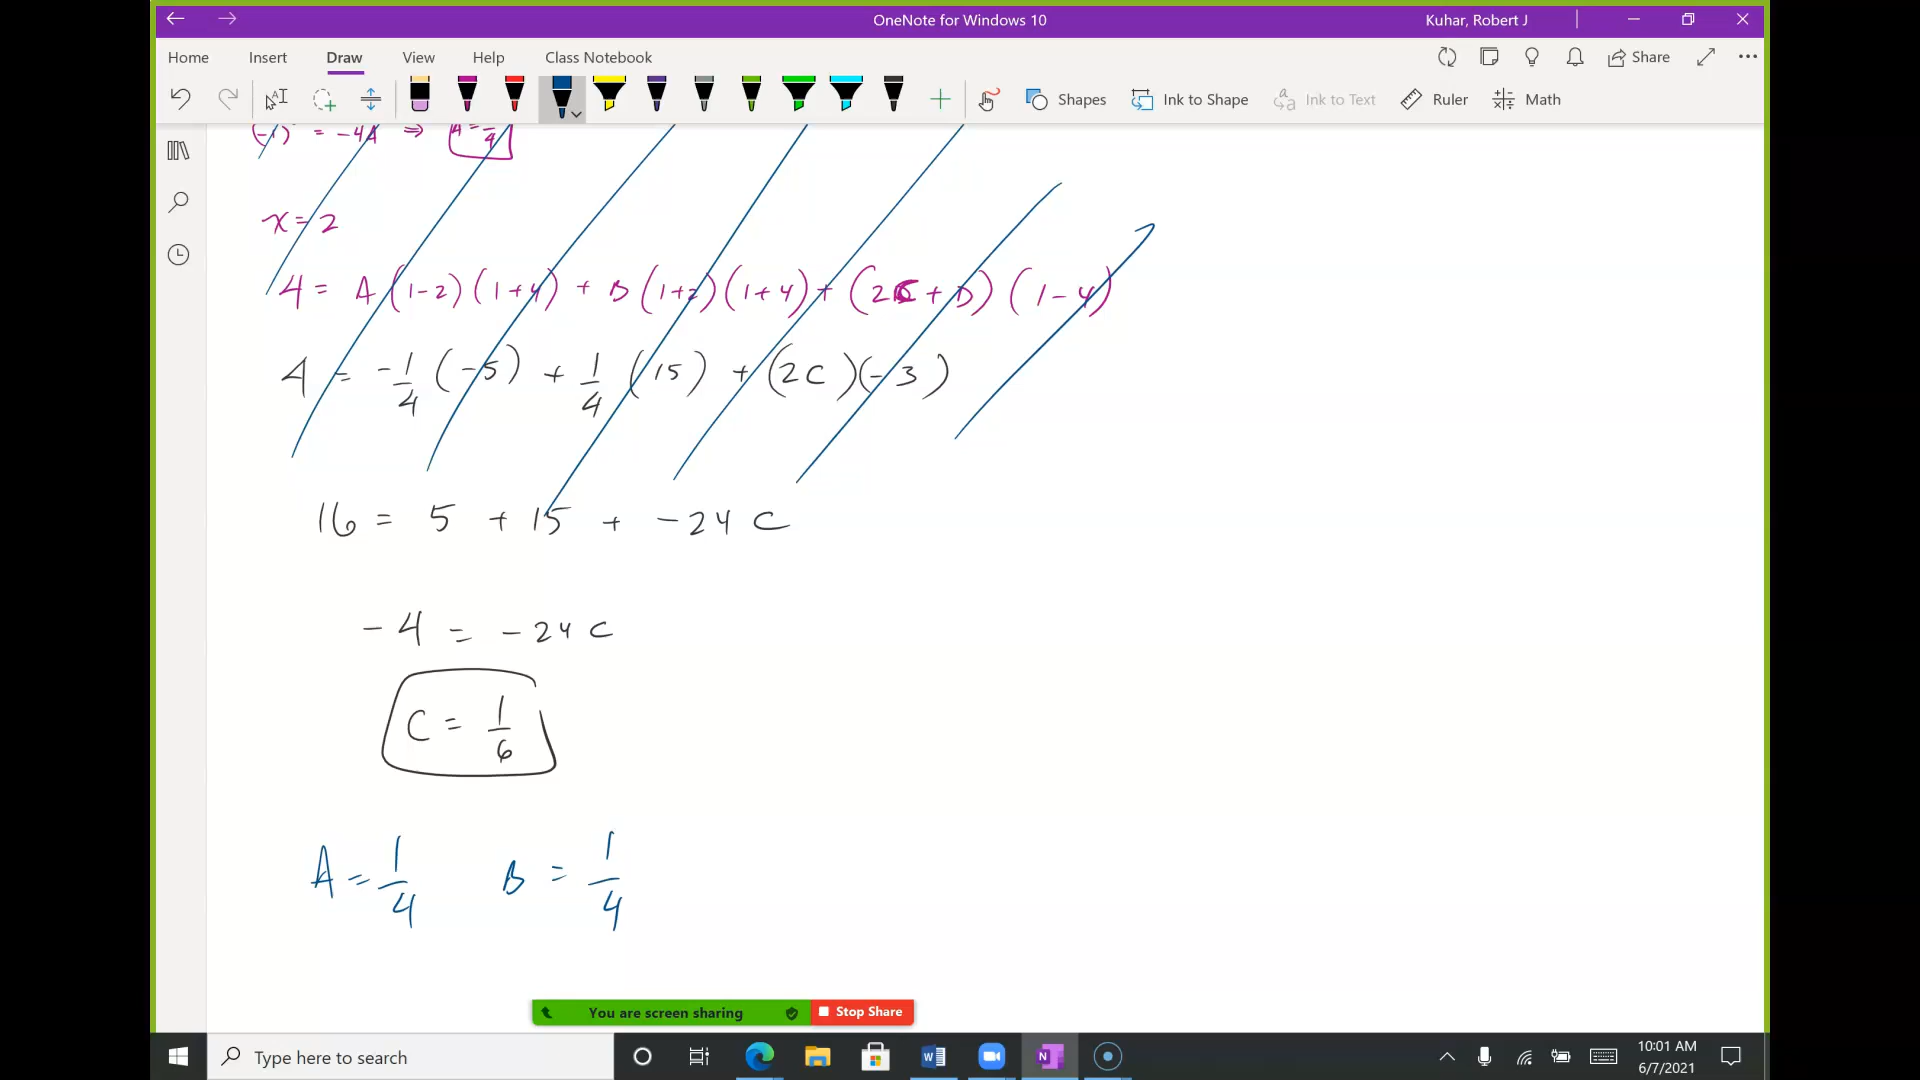 OneNote for Windows 10
Kuhar, Robert J
Home Insert Draw View Help Class Notebook
Share
Shapes Ink to Shape Ink to Text Ruler Math
= -4A ⇒
x = 2
4 = A (1-2)(1+4) + B (1+2)(1+4) + (2C + D) (1-4)
4 = -1/4 (-5) + 1/4 (15) + (2C)(-3)
16 = 5 + 15 + -24 C
-4 = -24 C
C = 1/6
A = 1/4 B = 1/4
You are screen sharing Stop Share
Type here to search
10:01 AM
6/7/2021